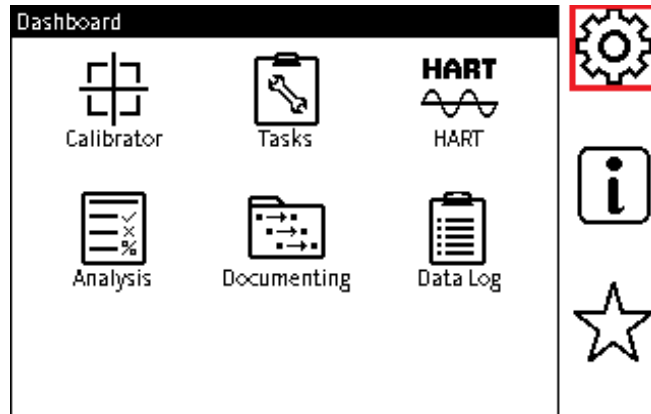 Dashboard
HART
Calibrator
Tasks
HART
Analysis
Documenting
Data Log